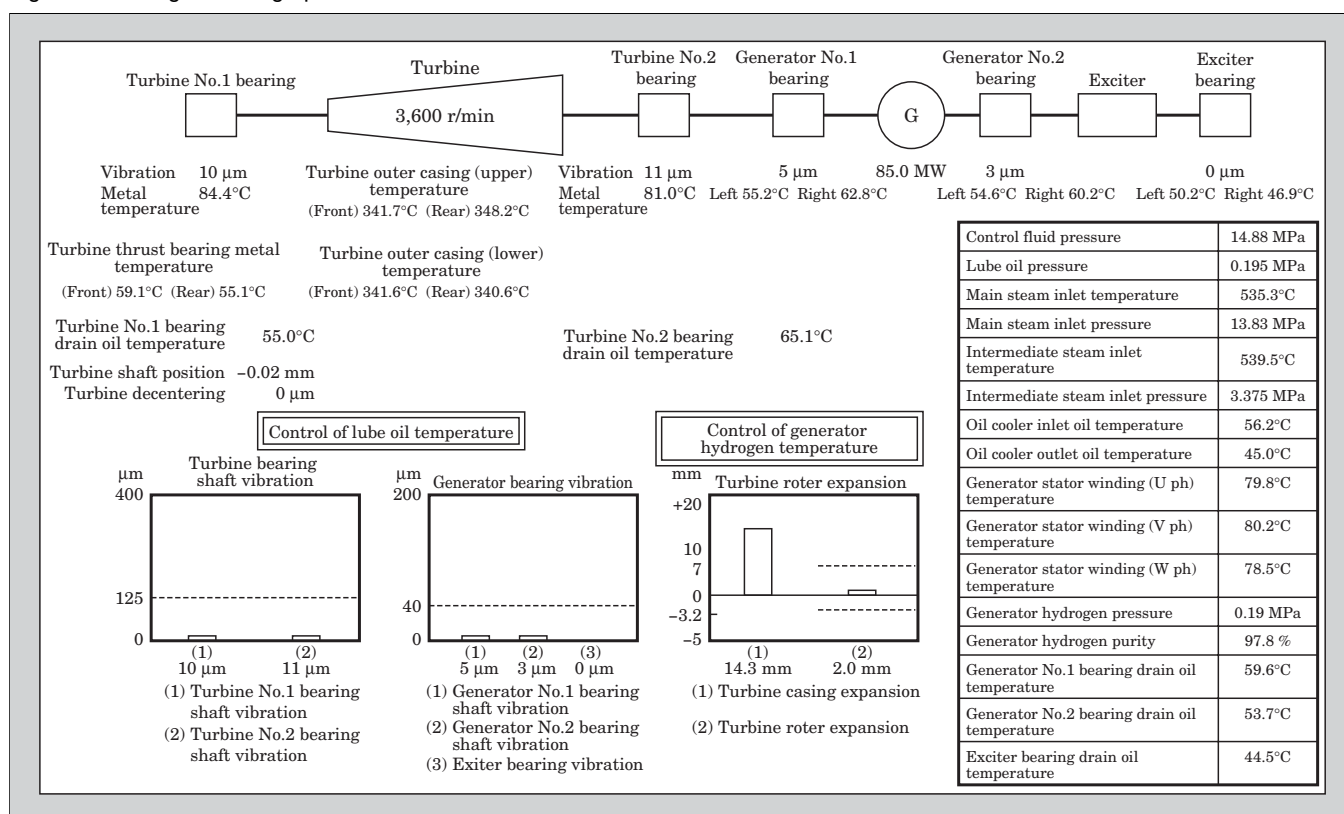 Turbine No.1 bearing
Turbine
3,600 r/min
Turbine No.2
bearing
Generator No.1
bearing
G
Generator No.2
bearing
Exciter
Exciter
bearing
Vibration 10 μm
Metal 84.4°C
temperature
Turbine outer casing (upper)
temperature
(Front) 341.7°C (Rear) 348.2°C
Vibration 11 μm
Metal 81.0°C
temperature
5 μm
Left 55.2°C Right 62.8°C
85.0 MW
3 μm
Left 54.6°C Right 60.2°C
0 μm
Left 50.2°C Right 46.9°C
Turbine thrust bearing metal
temperature
(Front) 59.1°C (Rear) 55.1°C
Turbine outer casing (lower)
temperature
(Front) 341.6°C (Rear) 340.6°C
Turbine No.1 bearing
drain oil temperature 55.0°C
Turbine No.2 bearing
drain oil temperature 65.1°C
Turbine shaft position −0.02 mm
Turbine decentering 0 μm
Control of lube oil temperature
Control of generator
hydrogen temperature
Turbine bearing
shaft vibration
μm
400
125
0
(1) (2)
10 μm 11 μm
(1) Turbine No.1 bearing
shaft vibration
(2) Turbine No.2 bearing
shaft vibration
Generator bearing vibration
μm
200
40
0
(1) (2) (3)
5 μm 3 μm 0 μm
(1) Generator No.1 bearing
shaft vibration
(2) Generator No.2 bearing
shaft vibration
(3) Exiter bearing vibration
Turbine roter expansion
mm
+20
10
7
0
−3.2
−5
(1) (2)
14.3 mm 2.0 mm
(1) Turbine casing expansion
(2) Turbine roter expansion
Control fluid pressure 14.88 MPa
Lube oil pressure 0.195 MPa
Main steam inlet temperature 535.3°C
Main steam inlet pressure 13.83 MPa
Intermediate steam inlet
temperature 539.5°C
Intermediate steam inlet pressure 3.375 MPa
Oil cooler inlet oil temperature 56.2°C
Oil cooler outlet oil temperature 45.0°C
Generator stator winding (U ph)
temperature 79.8°C
Generator stator winding (V ph)
temperature 80.2°C
Generator stator winding (W ph)
temperature 78.5°C
Generator hydrogen pressure 0.19 MPa
Generator hydrogen purity 97.8 %
Generator No.1 bearing drain oil
temperature 59.6°C
Generator No.2 bearing drain oil
temperature 53.7°C
Exciter bearing drain oil
temperature 44.5°C